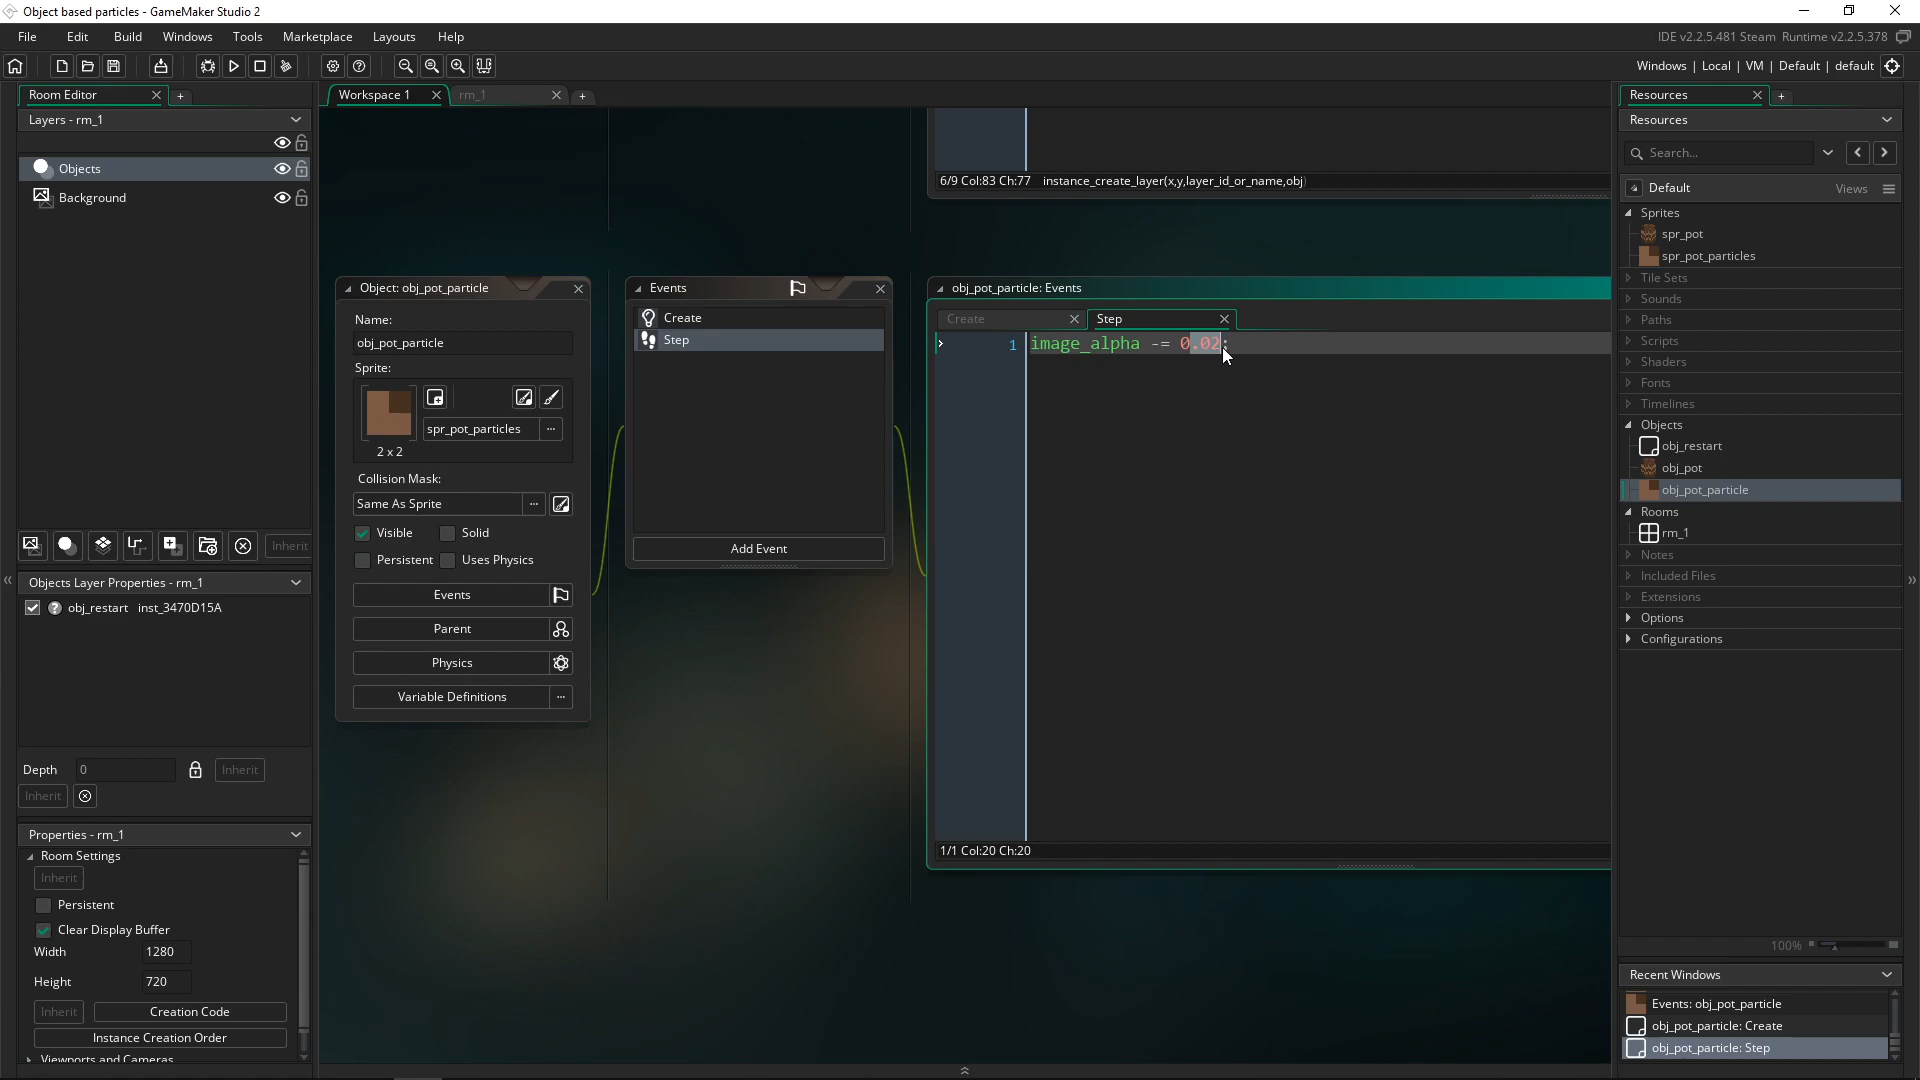 Object based particles - GameMaker Studio 2
File Edit Build Windows Tools Marketplace Layouts Help
IDE v2.2.5.481 Steam Runtime v2.2.5.378
Windows | Local | VM | Default | default
Room Editor
Layers - rm_1
Objects
Background
Inherit
Objects Layer Properties - rm_1
obj_restart inst_3470D15A
Depth 0 Inherit
Inherit
Properties - rm_1
Room Settings
Inherit
Persistent
Clear Display Buffer
Width 1280
Height 720
Inherit Creation Code
Instance Creation Order
Viewports and Cameras
Workspace 1 rm_1
6/9 Col:83 Ch:77 instance_create_layer(x,y,layer_id_or_name,obj)
Object: obj_pot_particle
Name:
obj_pot_particle
Sprite:
spr_pot_particles
2 x 2
Collision Mask:
Same As Sprite
Visible Solid
Persistent Uses Physics
Events
Parent
Physics
Variable Definitions
Events
Create
Step
Add Event
obj_pot_particle: Events
Create Step
1 image_alpha -= 0.02;
1/1 Col:20 Ch:20
Resources
Resources
Search...
Default Views
Sprites
spr_pot
spr_pot_particles
Tile Sets
Sounds
Paths
Scripts
Shaders
Fonts
Timelines
Objects
obj_restart
obj_pot
obj_pot_particle
Rooms
rm_1
Notes
Included Files
Extensions
Options
Configurations
100%
Recent Windows
Events: obj_pot_particle
obj_pot_particle: Create
obj_pot_particle: Step